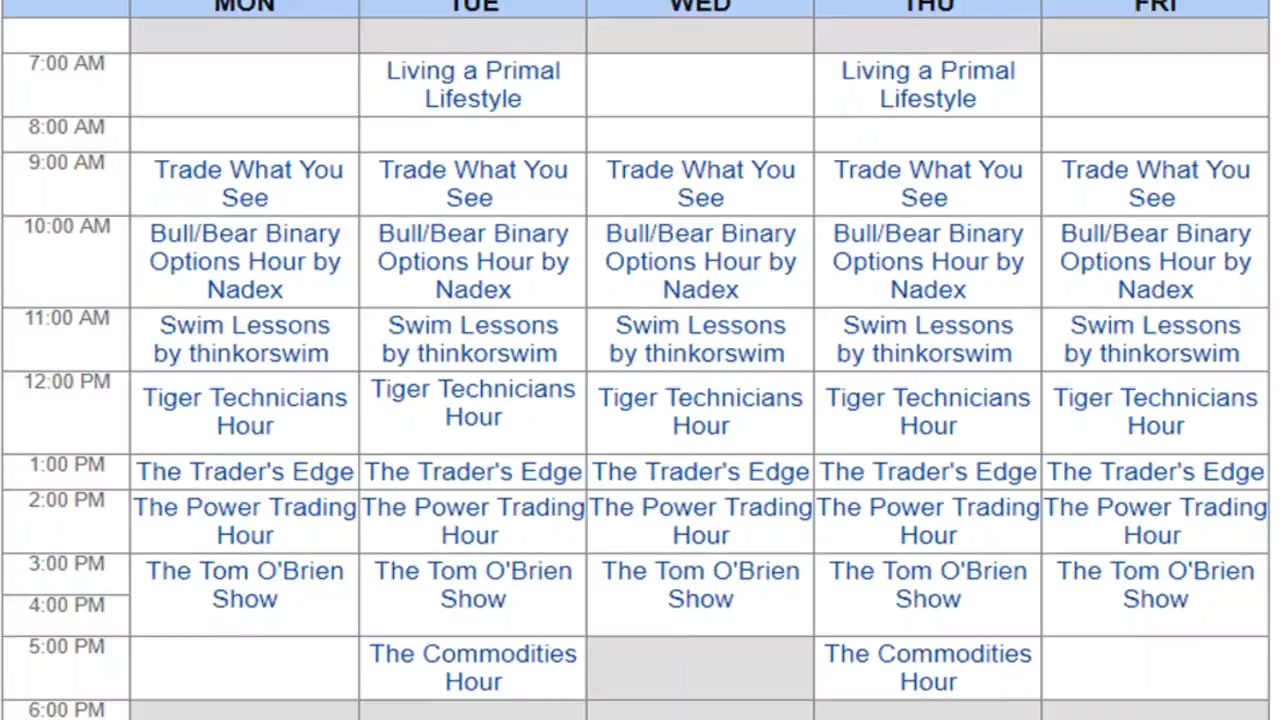 MON TUE WED THU FRI
7:00 AM
Living a Primal Living a Primal
Lifestyle Lifestyle
8:00 AM
9:00 AM
Trade What You Trade What You Trade What You Trade What You Trade What You
See See See See See
10:00 AM
Bull/Bear Binary Bull/Bear Binary Bull/Bear Binary Bull/Bear Binary Bull/Bear Binary
Options Hour by Options Hour by Options Hour by Options Hour by Options Hour by
Nadex Nadex Nadex Nadex Nadex
11:00 AM
Swim Lessons Swim Lessons Swim Lessons Swim Lessons Swim Lessons
by thinkorswim by thinkorswim by thinkorswim by thinkorswim by thinkorswim
12:00 PM
Tiger Technicians Tiger Technicians Tiger Technicians Tiger Technicians Tiger Technicians
Hour Hour Hour Hour Hour
1:00 PM The Trader's Edge The Trader's Edge The Trader's Edge The Trader's Edge The Trader's Edge
2:00 PM The Power Trading The Power Trading The Power Trading The Power Trading The Power Trading
Hour Hour Hour Hour Hour
3:00 PM The Tom O'Brien The Tom O'Brien The Tom O'Brien The Tom O'Brien The Tom O'Brien
4:00 PM Show Show Show Show Show
5:00 PM The Commodities The Commodities
Hour Hour
6:00 PM